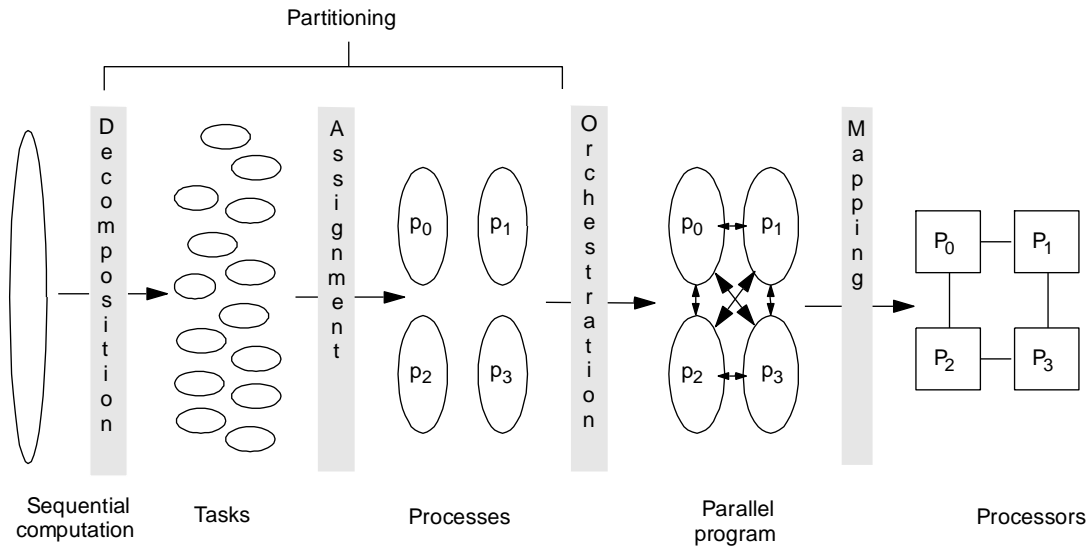 Partitioning
Decomposition
Assignment
Orchestration
Mapping
p0
p1
p2
p3
p0
p1
p2
p3
P0
P1
P2
P3
Sequential
computation
Tasks
Processes
Parallel
program
Processors